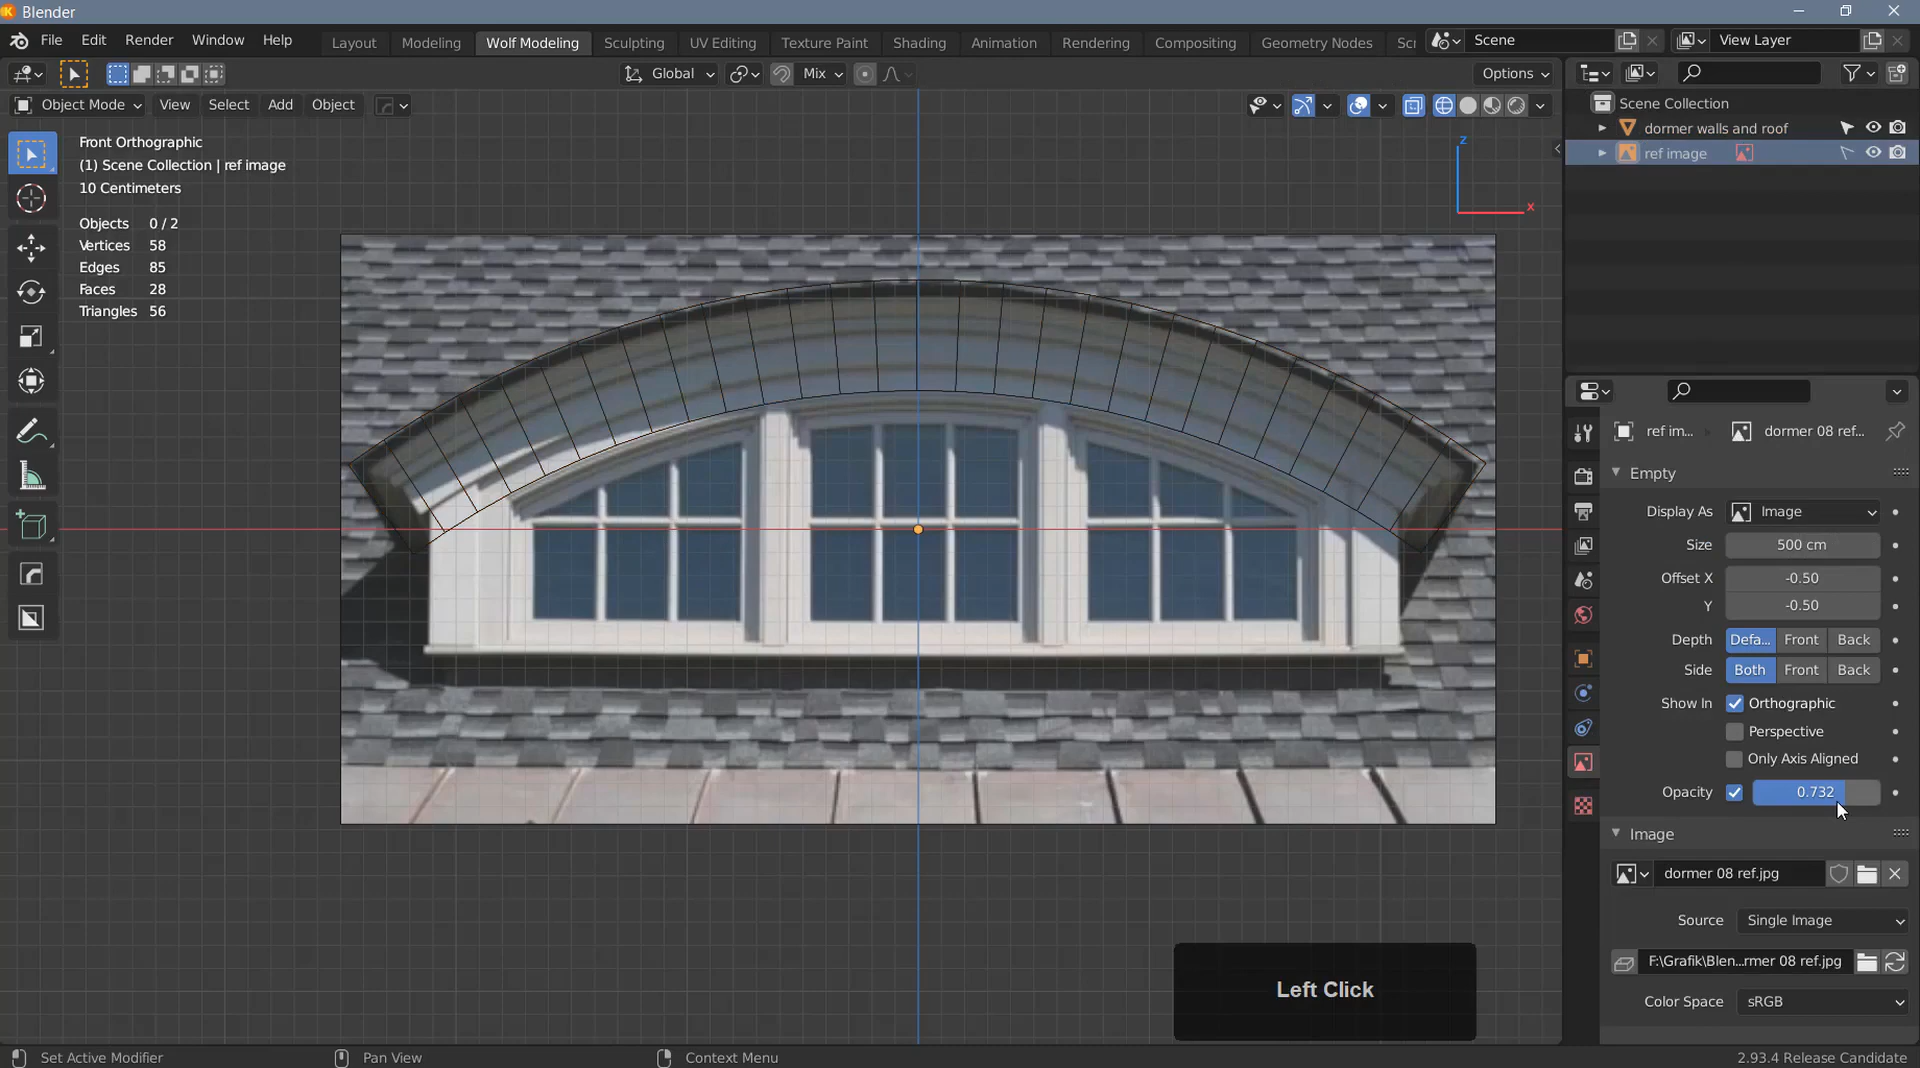 Blender
File Edit Render Window Help Layout Modeling Wolf Modeling Sculpting UV Editing Texture Paint Shading Animation Rendering Compositing Geometry Nodes Scr Scene View Layer
Global Mix Options
Object Mode View Select Add Object
Scene Collection
dormer walls and roof
ref image
Front Orthographic
(1) Scene Collection | ref image
10 Centimeters
Objects 0 / 2
Vertices 58
Edges 85
Faces 28
Triangles 56
z
x
ref im... dormer 08 ref...
Empty
Display As Image
Size 500 cm
Offset X -0.50
Y -0.50
Depth Defa... Front Back
Side Both Front Back
Show In Orthographic
Perspective
Only Axis Aligned
Opacity 0.732
Image
dormer 08 ref.jpg
Source Single Image
F:\Grafik\Blen...rmer 08 ref.jpg
Color Space sRGB
Left Click
Set Active Modifier Pan View Context Menu 2.93.4 Release Candidate